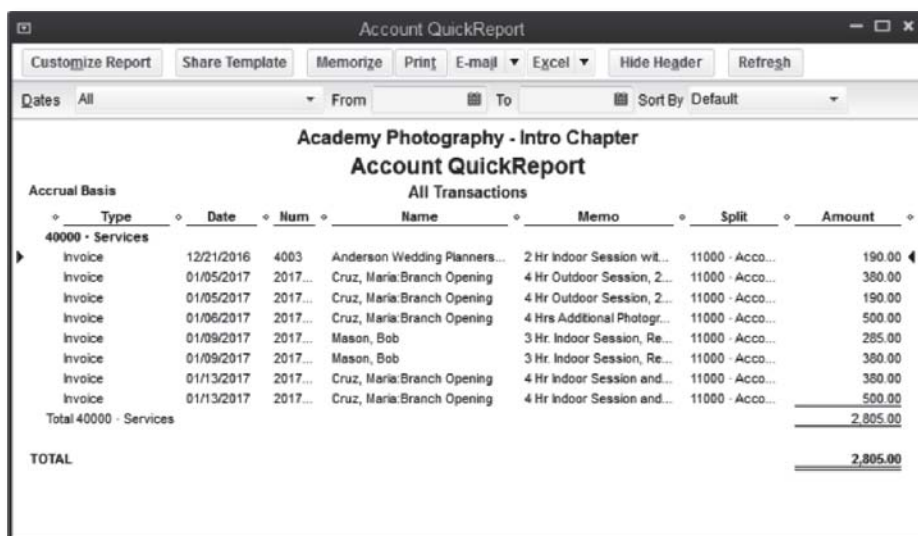 Account QuickReport
Customize Report Share Template Memorize Print E-mail Excel Hide Header Refresh
Dates All From To Sort By Default
Academy Photography - Intro Chapter
Account QuickReport
Accrual Basis All Transactions
Type Date Num Name Memo Split Amount
40000 · Services
Invoice 12/21/2016 4003 Anderson Wedding Planners... 2 Hr Indoor Session wit... 11000 · Acco... 190.00
Invoice 01/05/2017 2017... Cruz, Maria:Branch Opening 4 Hr Outdoor Session, 2... 11000 · Acco... 380.00
Invoice 01/05/2017 2017... Cruz, Maria:Branch Opening 4 Hr Outdoor Session, 2... 11000 · Acco... 190.00
Invoice 01/06/2017 2017... Cruz, Maria:Branch Opening 4 Hrs Additional Photogr... 11000 · Acco... 500.00
Invoice 01/09/2017 2017... Mason, Bob 3 Hr. Indoor Session, Re... 11000 · Acco... 285.00
Invoice 01/09/2017 2017... Mason, Bob 3 Hr. Indoor Session, Re... 11000 · Acco... 380.00
Invoice 01/13/2017 2017... Cruz, Maria:Branch Opening 4 Hr Indoor Session and... 11000 · Acco... 380.00
Invoice 01/13/2017 2017... Cruz, Maria:Branch Opening 4 Hr Indoor Session and... 11000 · Acco... 500.00
Total 40000 · Services 2,805.00
TOTAL 2,805.00